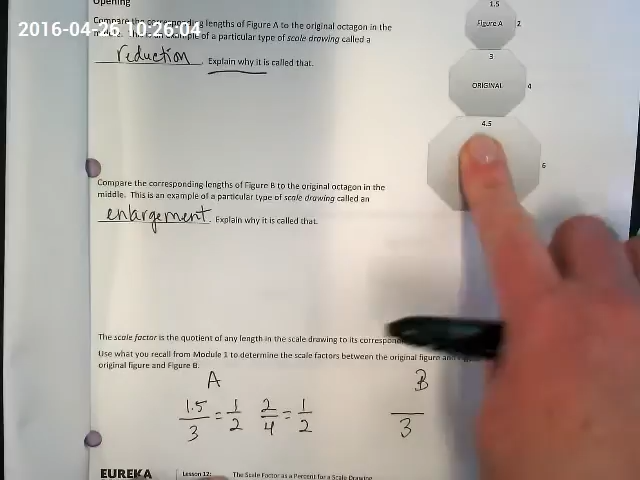 Opening
2016-04-26 10:26:04
Compare the corresponding lengths of Figure A to the original octagon in the
example of a particular type of scale drawing called a
reduction. Explain why it is called that.
1.5
Figure A 2
3
ORIGINAL 4
4.5
6
Compare the corresponding lengths of Figure B to the original octagon in the
middle. This is an example of a particular type of scale drawing called an
enlargement. Explain why it is called that.
The scale factor is the quotient of any length in the scale drawing to its
Use what you recall from Module 1 to determine the scale factors between the original figure and
original figure and Figure B.
A B
1.5/3 = 1/2 2/4 = 1/2 /3
EUREKA Lesson 12: The Scale Factor as a Percent for a Scale Drawing